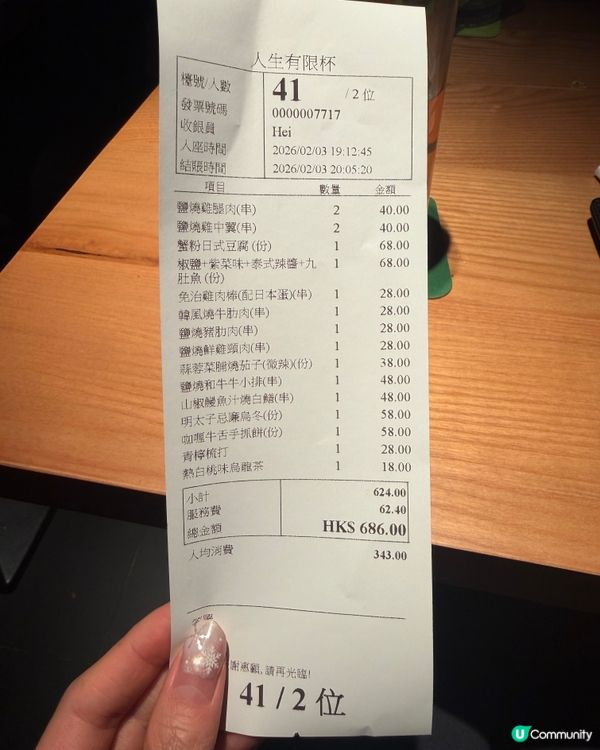 人生有限杯
檯號/人數 41 / 2 位
發票號碼 0000007717
收銀員 Hei
入座時間 2026/02/03 19:12:45
結賬時間 2026/02/03 20:05:20
項目 數量 金額
鹽燒雞腿肉(串) 2 40.00
鹽燒雞中翼(串) 2 40.00
蟹粉日式豆腐 (份) 1 68.00
椒鹽+紫菜味+泰式辣醬+九 1 68.00
肚魚 (份)
免治雞肉棒(配日本蛋)(串) 1 28.00
韓風燒牛肋肉(串) 1 28.00
鹽燒豬肋肉(串) 1 28.00
鹽燒鮮雞頸肉(串) 1 28.00
蒜蓉菜脯燒茄子(微辣)(份) 1 38.00
鹽燒和牛牛小排(串) 1 48.00
山椒鰻魚汁燒白鱔(串) 1 48.00
明太子忌廉烏冬(份) 1 58.00
咖喱牛舌手抓餅(份) 1 58.00
青檸梳打 1 28.00
熱白桃味烏龍茶 1 18.00
小計 624.00
服務費 62.40
總金額 HK$ 686.00
人均消費 343.00
謝惠顧, 請再光臨!
41 / 2 位
U Community